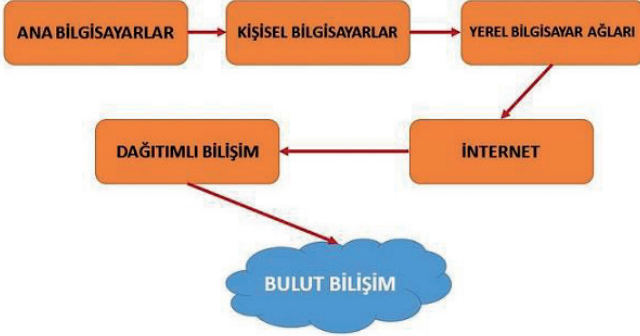 ANA BİLGİSAYARLAR
KİŞİSEL BİLGİSAYARLAR
YEREL BİLGİSAYAR AĞLARI
İNTERNET
DAĞITIMLI BİLİŞİM
BULUT BİLİŞİM